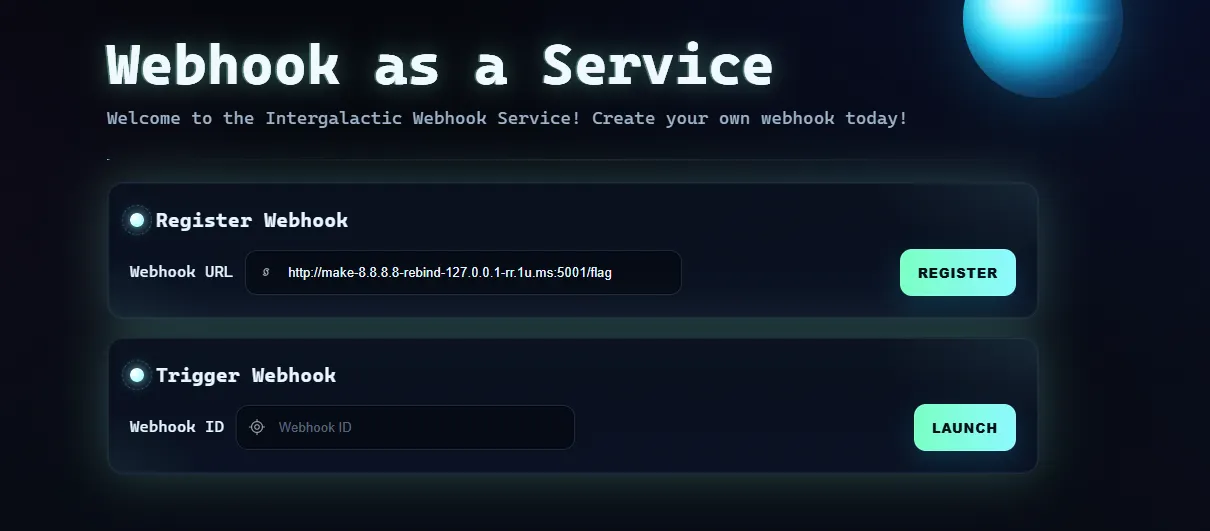 Webhook as a Service
Welcome to the Intergalactic Webhook Service! Create your own webhook today!
Register Webhook
Webhook URL http://make-8.8.8.8-rebind-127.0.0.1-rr.1u.ms:5001/flag REGISTER
Trigger Webhook
Webhook ID Webhook ID LAUNCH